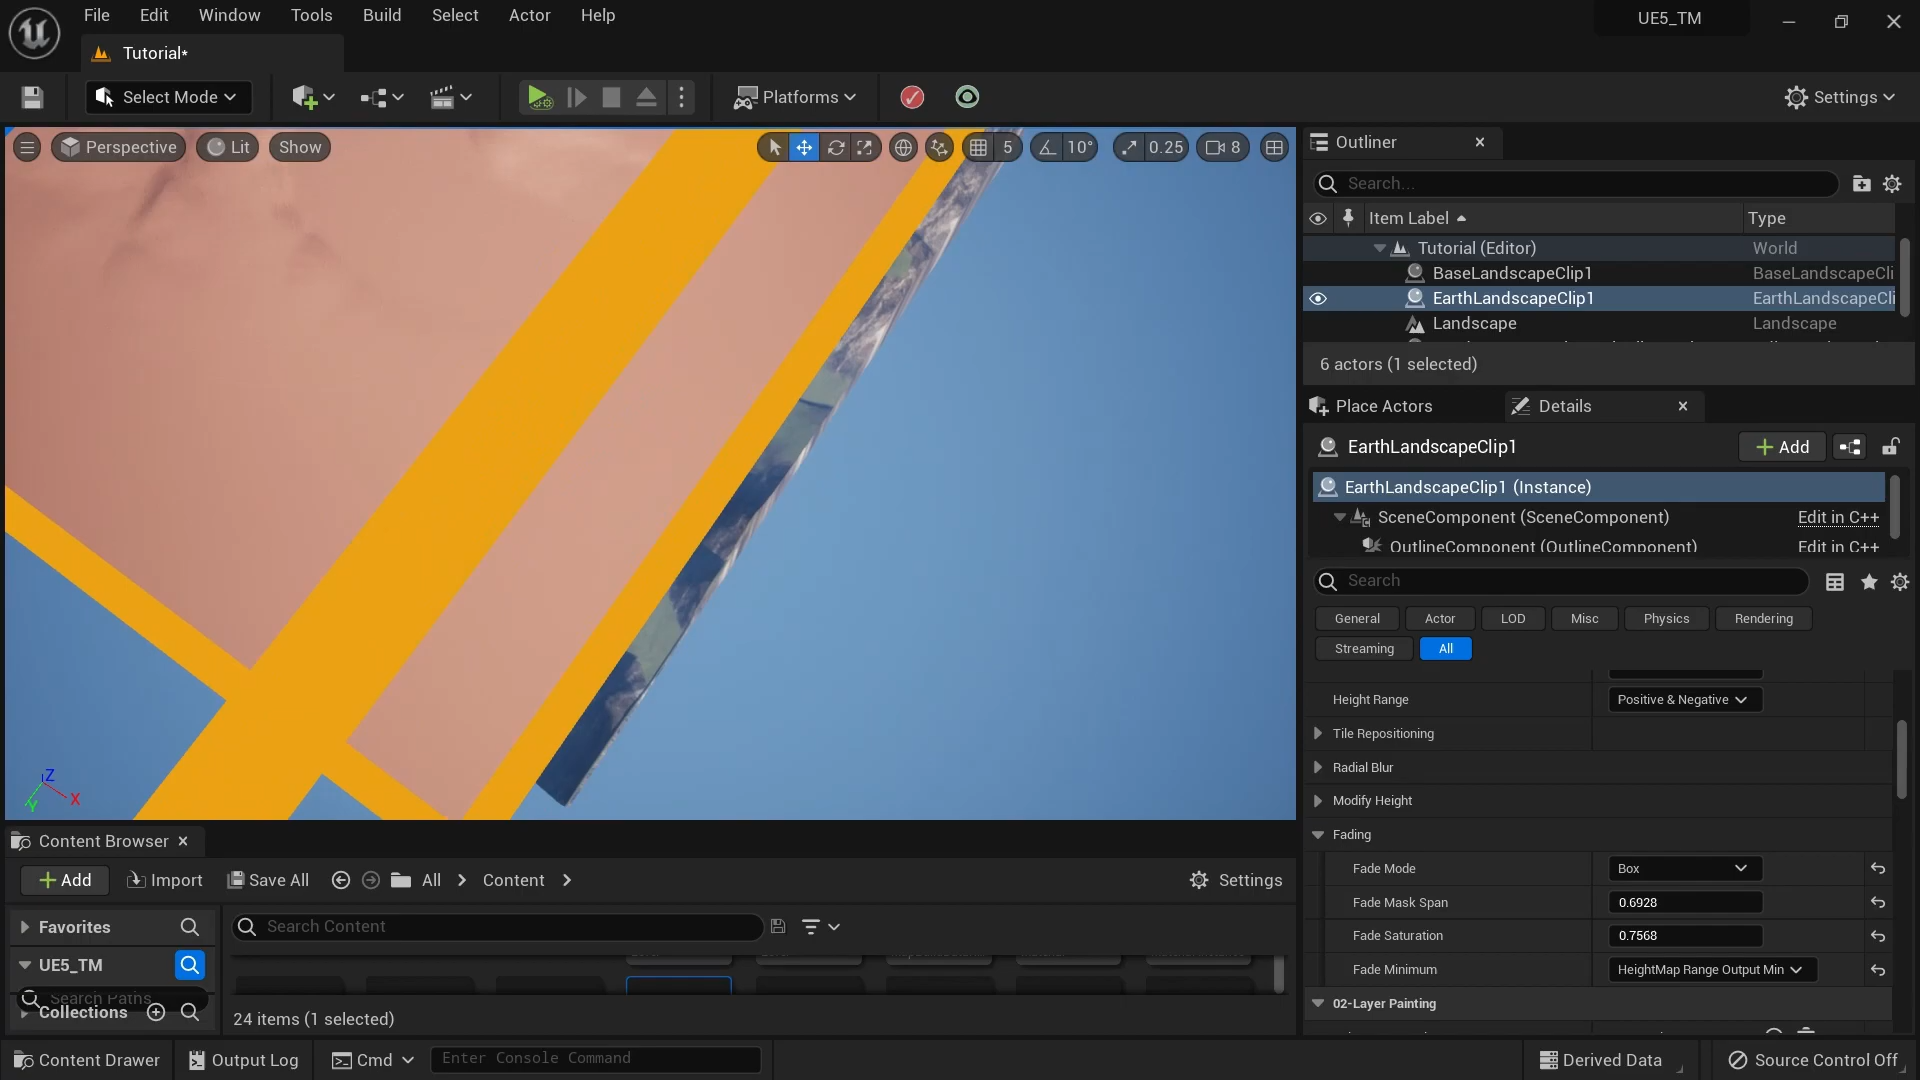 File Edit Window Tools Build Select Actor Help
UE5_TM
Tutorial*
Select Mode
Platforms
Settings
Perspective Lit Show
5 10° 0.25 8
Z
X
Y
Outliner
Search...
Item Label Type
Tutorial (Editor) World
BaseLandscapeClip1 BaseLandscapeCli
EarthLandscapeClip1 EarthLandscapeCli
Landscape Landscape
6 actors (1 selected)
Place Actors Details
EarthLandscapeClip1 Add
EarthLandscapeClip1 (Instance)
SceneComponent (SceneComponent) Edit in C++
OutlineComponent (OutlineComponent) Edit in C++
Search
General Actor LOD Misc Physics Rendering
Streaming All
Height Range Positive & Negative
Tile Repositioning
Radial Blur
Modify Height
Fading
Fade Mode Box
Fade Mask Span 0.6928
Fade Saturation 0.7568
Fade Minimum HeightMap Range Output Min
02-Layer Painting
Content Browser
Add Import Save All All Content Settings
Favorites
Search Content
UE5_TM
Search Paths
Collections
24 items (1 selected)
Content Drawer Output Log Cmd Enter Console Command Derived Data Source Control Off